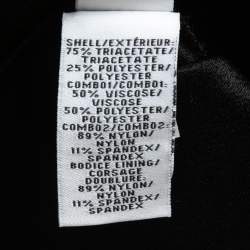 SHELL/EXTÉRIEUR:
75% TRIACETATE/
TRIACETATE
25% POLYESTER/
POLYESTER
COMBO1/COMBO1:
50% VISCOSE/
VISCOSE
50% POLYESTER/
POLYESTER
COMBO2/COMBO2:
89% NYLON/
NYLON
11% SPANDEX/
SPANDEX
BODICE LINING/
CORSAGE
DOUBLURE:
89% NYLON/
NYLON
11% SPANDEX/
SPANDEX